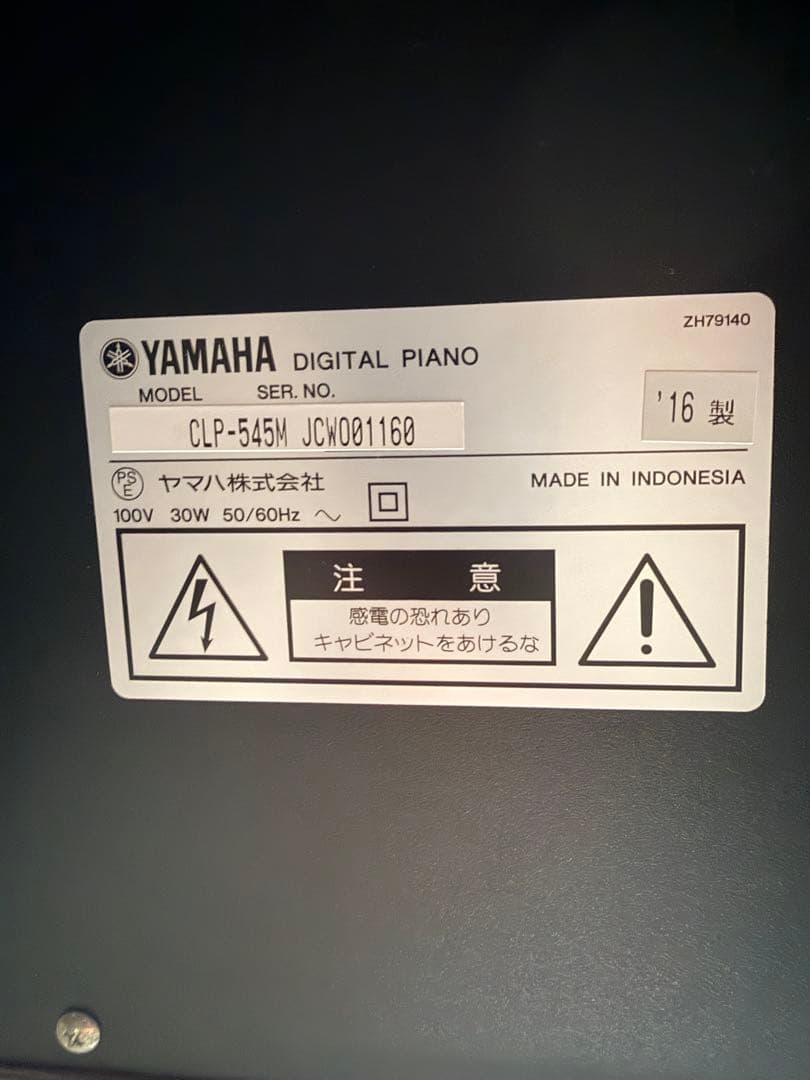 ZH79140
YAMAHA DIGITAL PIANO
MODEL SER. NO.
CLP-545M JCWO01160
'16 製
PS E ヤマハ株式会社
MADE IN INDONESIA
100V 30W 50/60Hz ～
注 意
感電の恐れあり
キャビネットをあけるな